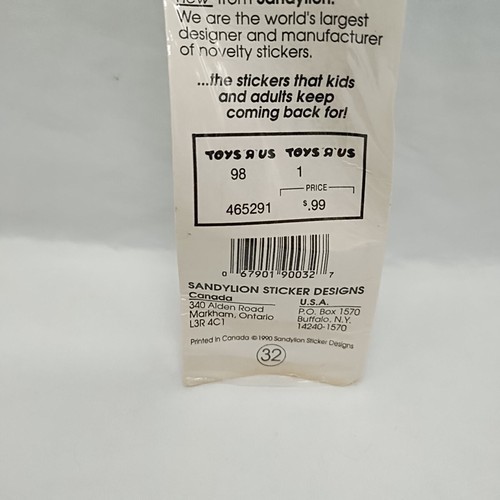 new from Sandylion.
We are the world's largest
designer and manufacturer
of novelty stickers.
...the stickers that kids
and adults keep
coming back for!
TOYS "R" US TOYS "R" US
98 1
PRICE
465291 $.99
0 67901 90032 7
SANDYLION STICKER DESIGNS
Canada
340 Alden Road
Markham, Ontario
L3R 4C1
U.S.A.
P.O. Box 1570
Buffalo, N.Y.
14240-1570
Printed in Canada © 1990 Sandylion Sticker Designs
32